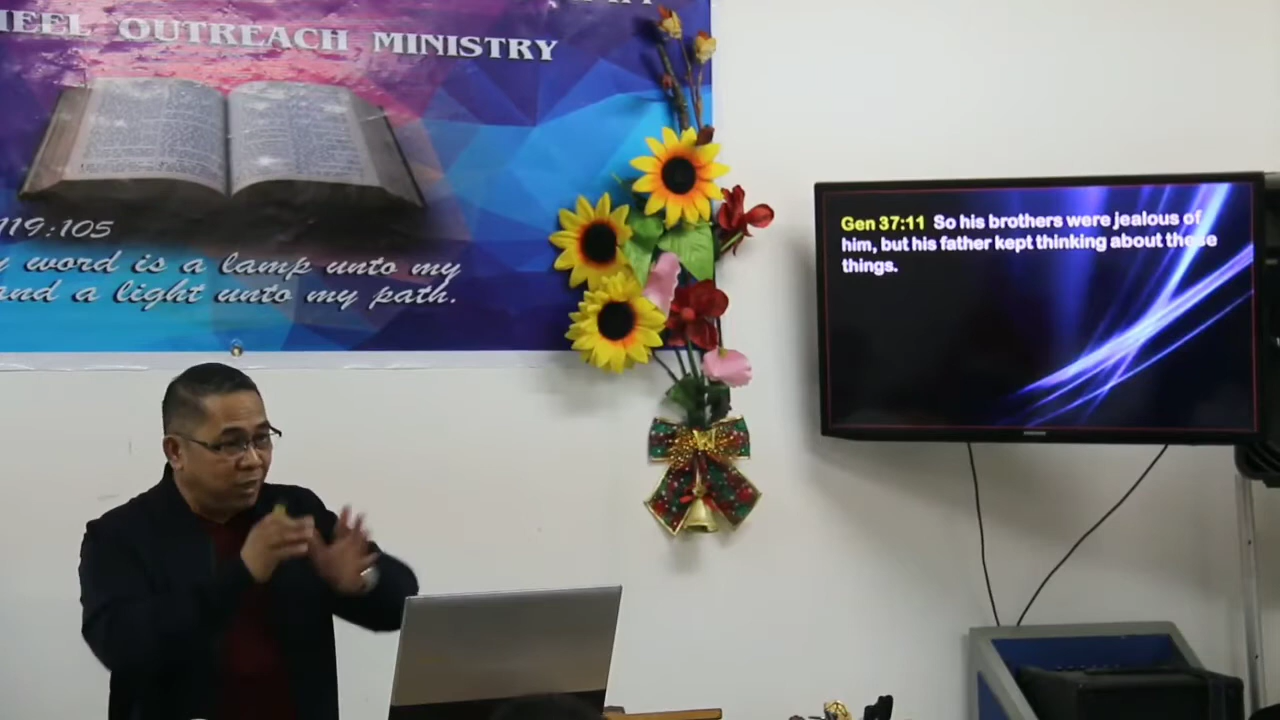 HEEL OUTREACH MINISTRY
119:105
word is a lamp unto my
and a light unto my path.
Gen 37:11 So his brothers were jealous of
him, but his father kept thinking about these
things.